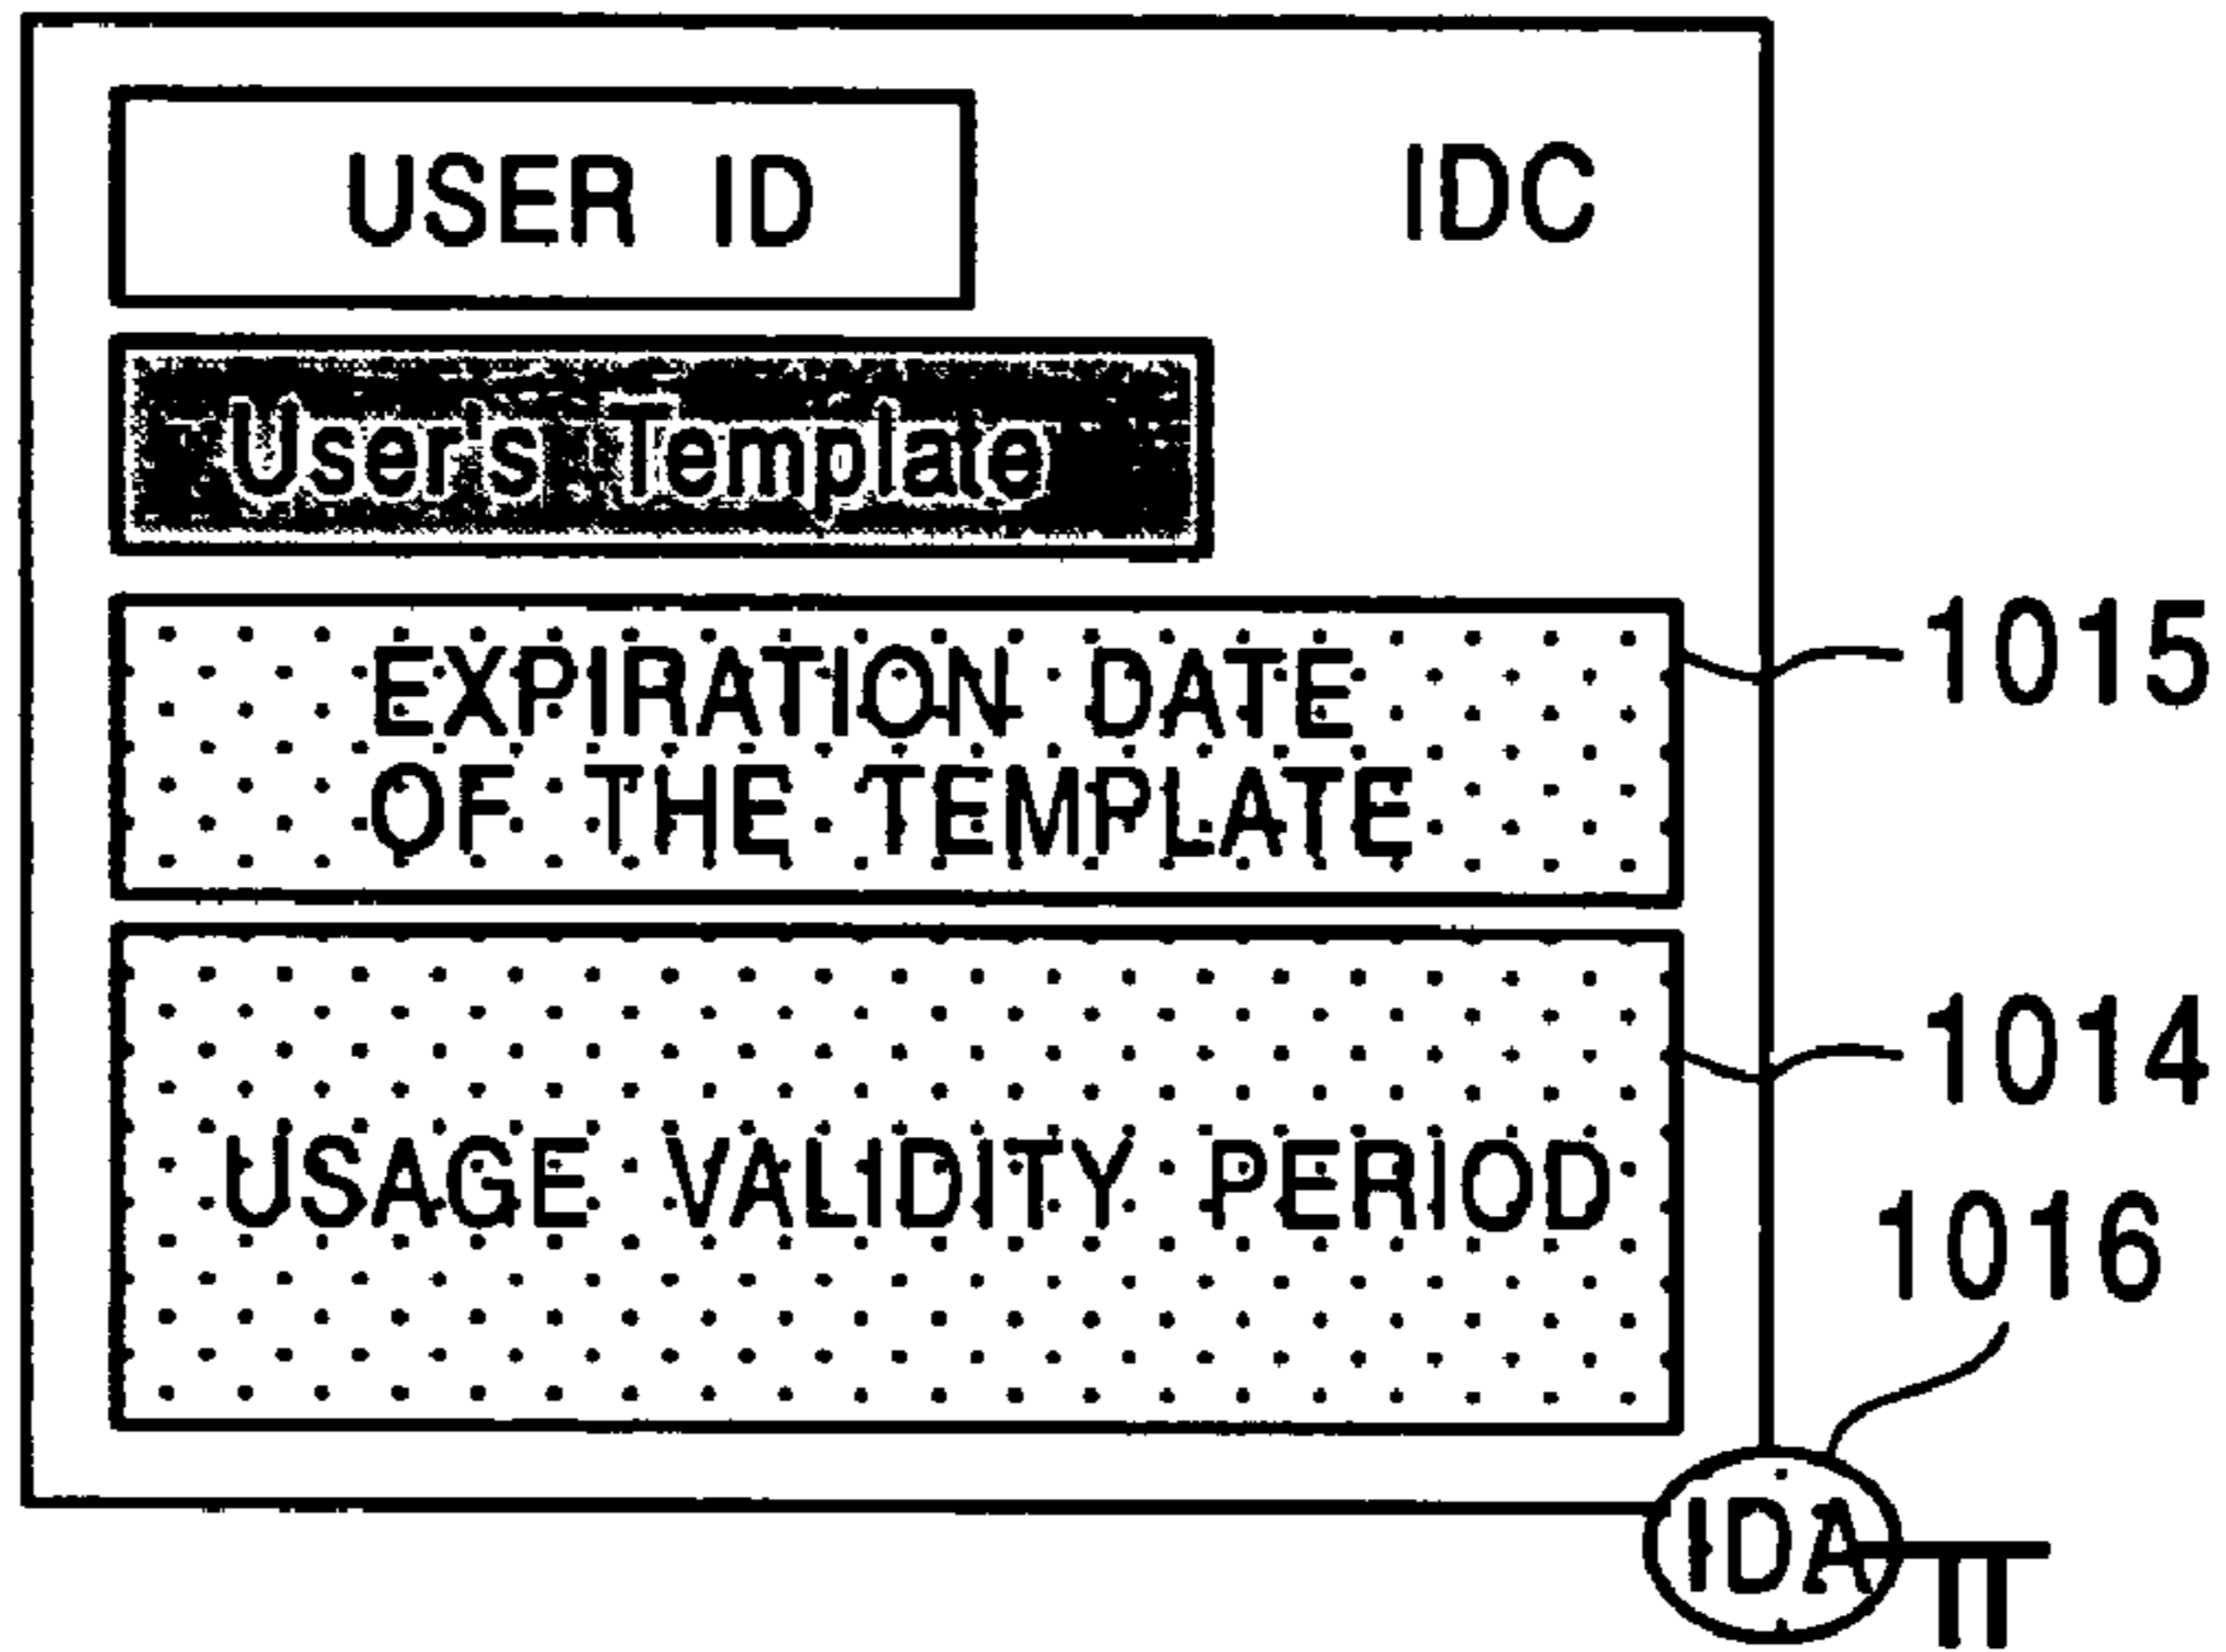 USER ID
IDC
User's Template
EXPIRATION DATE
OF THE TEMPLATE
1015
USAGE VALIDITY PERIOD
1014
1016
IDA